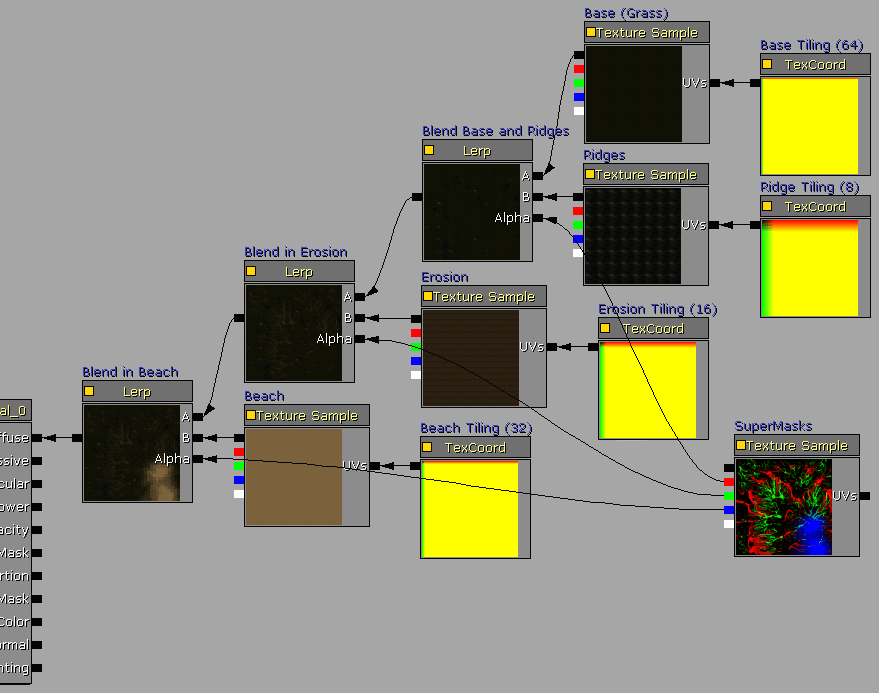 Base (Grass)
Texture Sample
UVs
Base Tiling (64)
TexCoord
Blend Base and Ridges
Lerp
A
B
Alpha
Ridges
Texture Sample
UVs
Ridge Tiling (8)
TexCoord
Blend in Erosion
Lerp
A
B
Alpha
Erosion
Texture Sample
UVs
Erosion Tiling (16)
TexCoord
Blend in Beach
Lerp
A
B
Alpha
Beach
Texture Sample
UVs
Beach Tiling (32)
TexCoord
SuperMasks
Texture Sample
UVs
al_0
ffuse
ssive
cular
ower
acity
Mask
rtion
Mask
Color
ormal
nting